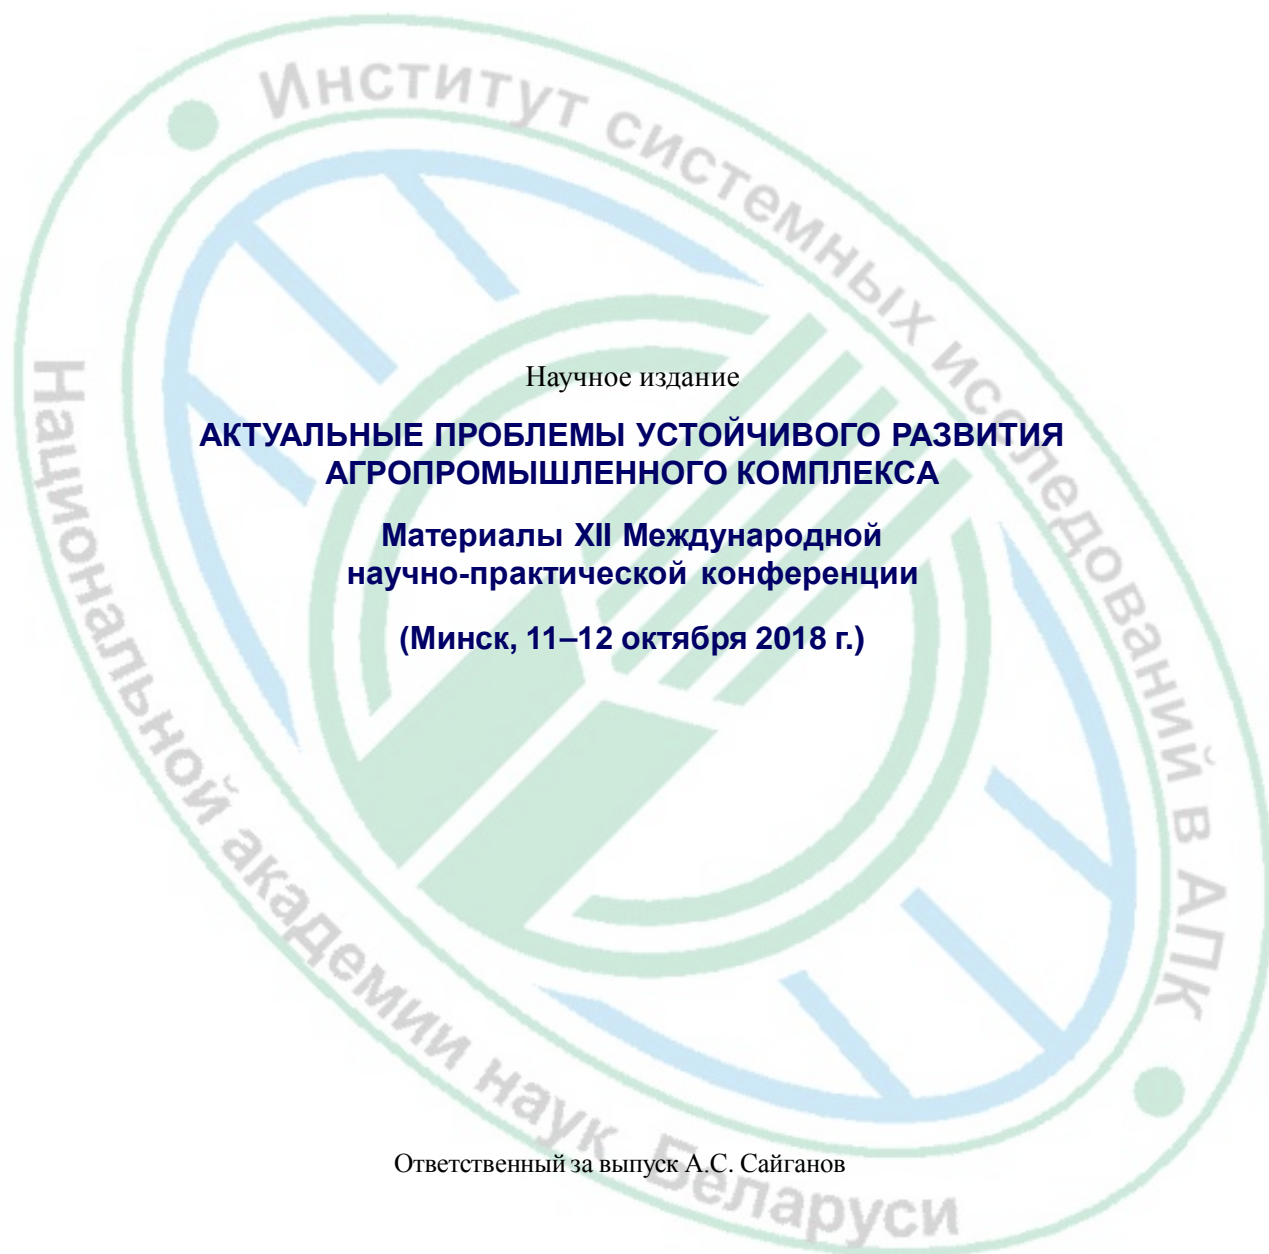 Институт системных исследований в АПК
Национальной академии наук Беларуси
Научное издание
АКТУАЛЬНЫЕ ПРОБЛЕМЫ УСТОЙЧИВОГО РАЗВИТИЯ
АГРОПРОМЫШЛЕННОГО КОМПЛЕКСА
Материалы XII Международной
научно-практической конференции
(Минск, 11–12 октября 2018 г.)
Ответственный за выпуск А.С. Сайганов